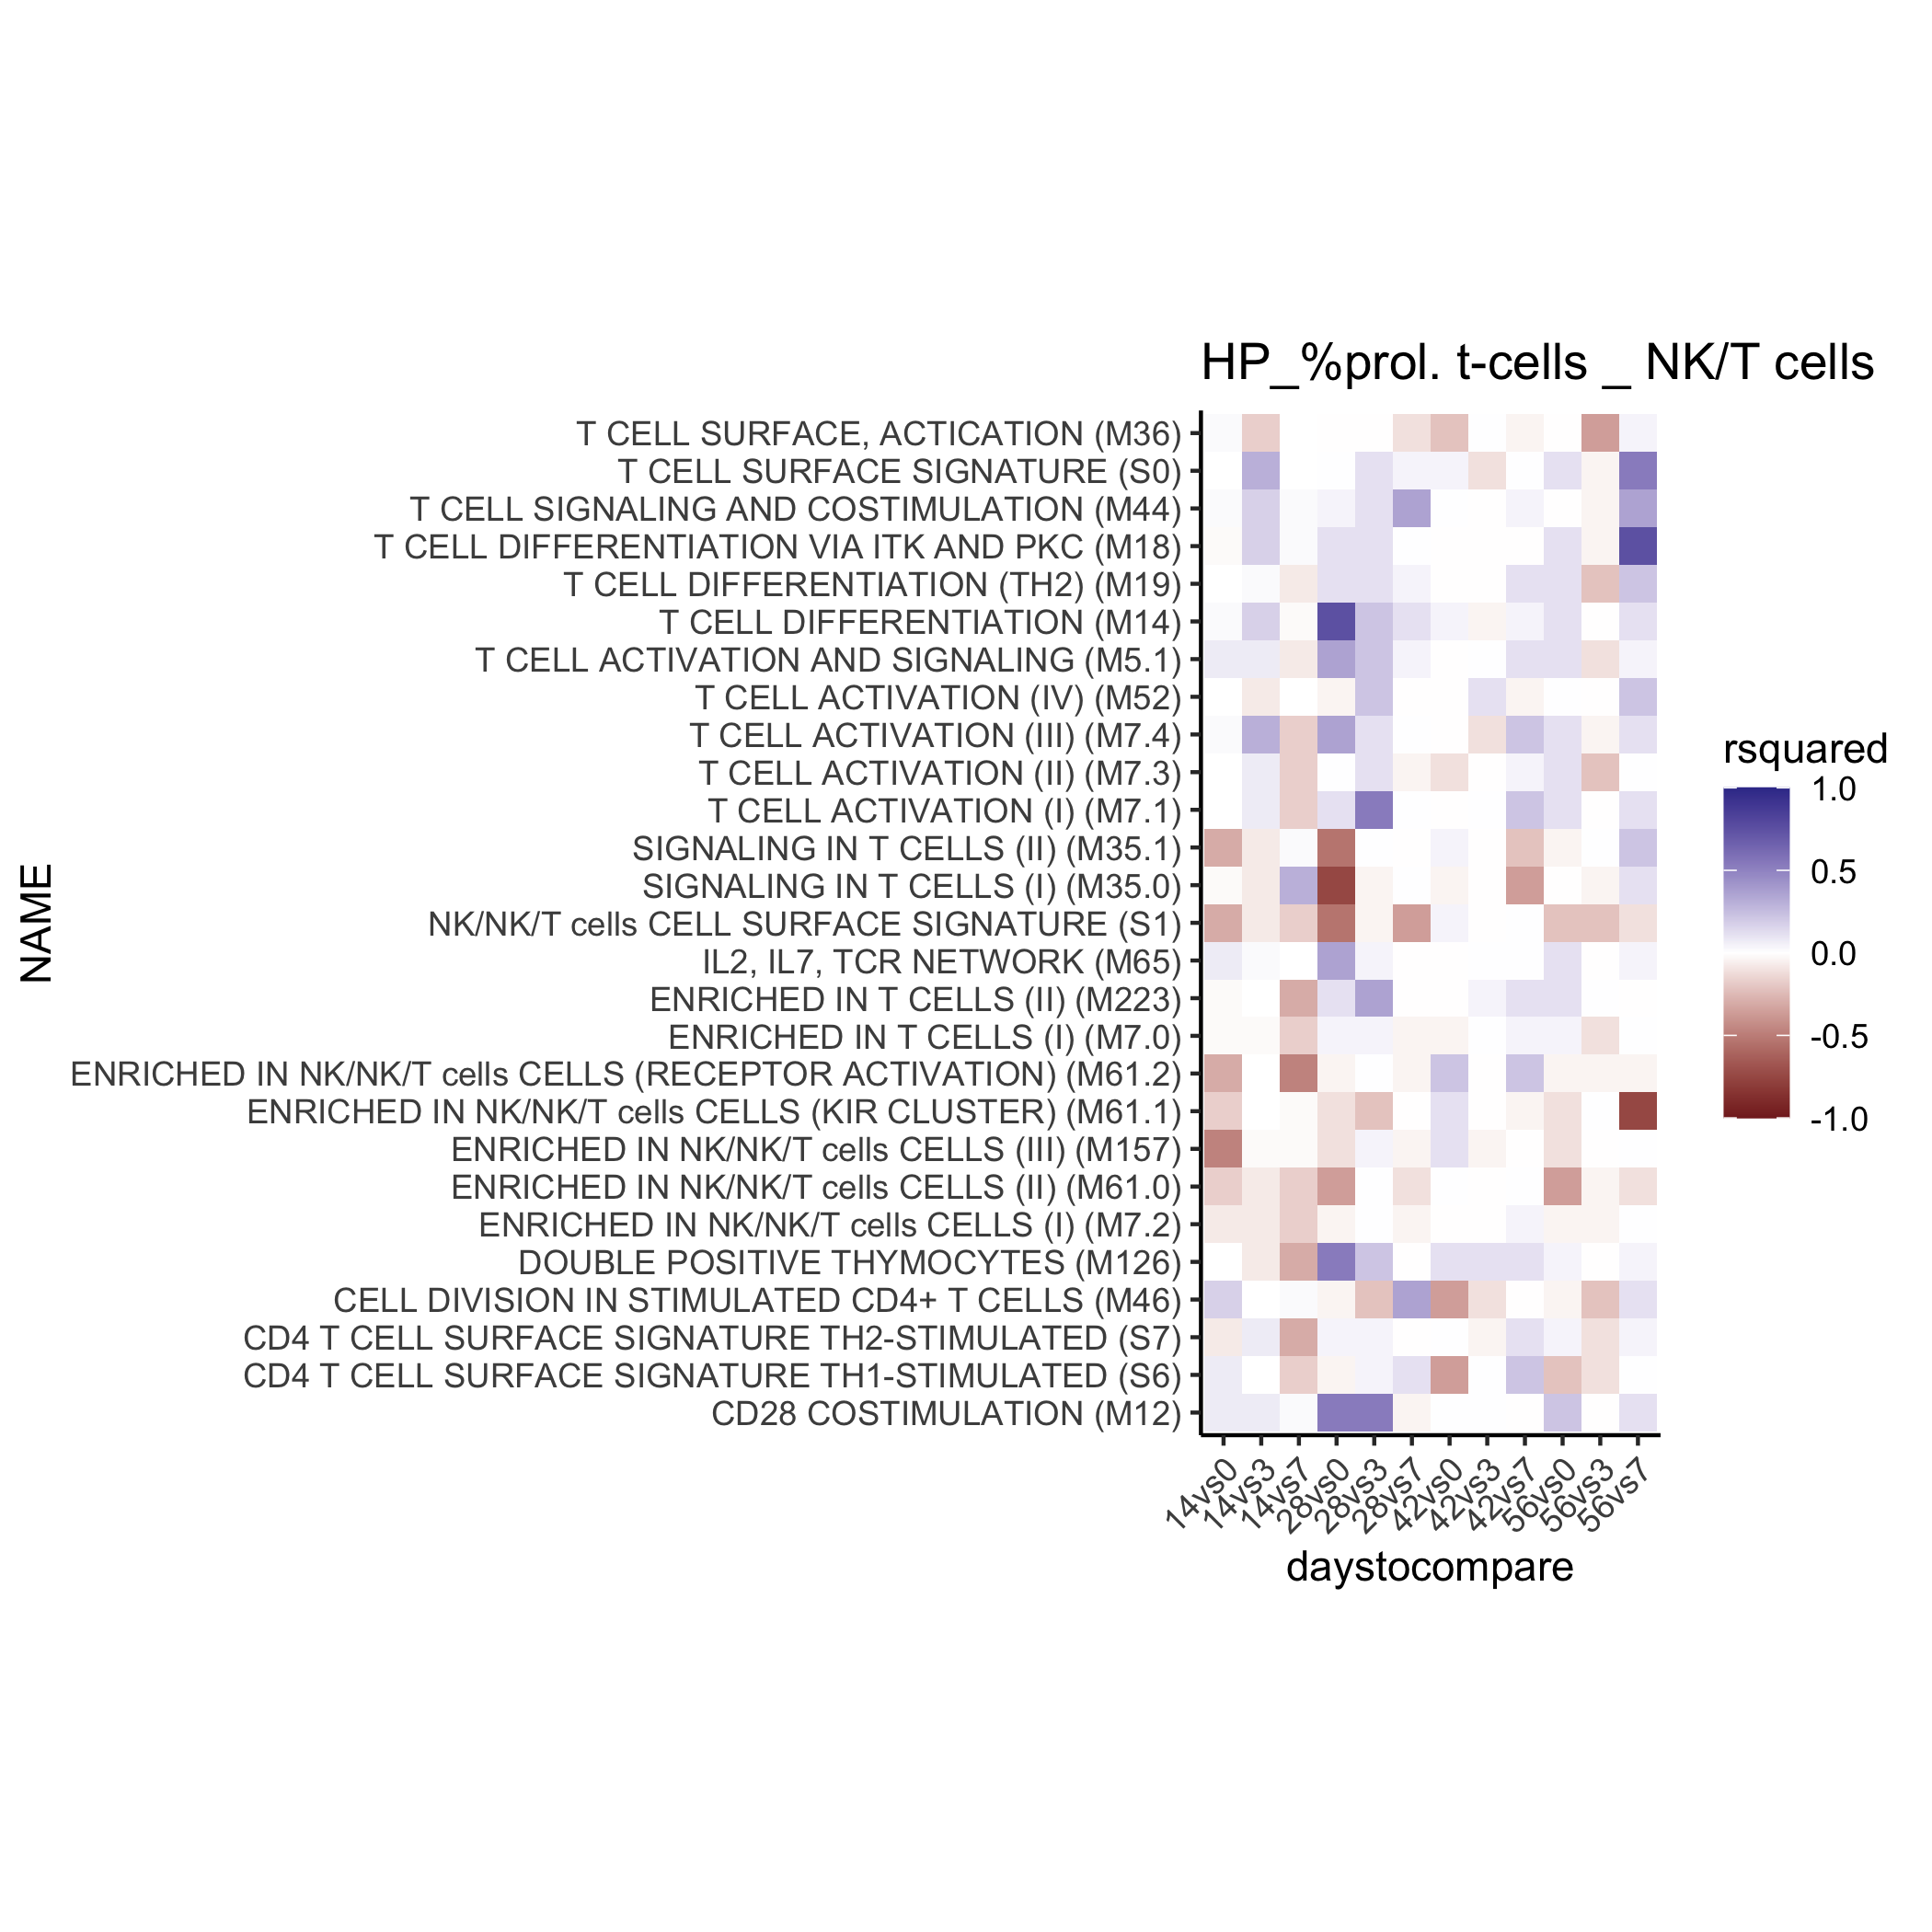 HP_%prol. t-cells _ NK/T cells
T CELL SURFACE, ACTICATION (M36)
T CELL SURFACE SIGNATURE (S0)
T CELL SIGNALING AND COSTIMULATION (M44)
T CELL DIFFERENTIATION VIA ITK AND PKC (M18)
T CELL DIFFERENTIATION (TH2) (M19)
T CELL DIFFERENTIATION (M14)
T CELL ACTIVATION AND SIGNALING (M5.1)
T CELL ACTIVATION (IV) (M52)
T CELL ACTIVATION (III) (M7.4)
T CELL ACTIVATION (II) (M7.3)
T CELL ACTIVATION (I) (M7.1)
SIGNALING IN T CELLS (II) (M35.1)
SIGNALING IN T CELLS (I) (M35.0)
NK/NK/T cells CELL SURFACE SIGNATURE (S1)
IL2, IL7, TCR NETWORK (M65)
ENRICHED IN T CELLS (II) (M223)
ENRICHED IN T CELLS (I) (M7.0)
ENRICHED IN NK/NK/T cells CELLS (RECEPTOR ACTIVATION) (M61.2)
ENRICHED IN NK/NK/T cells CELLS (KIR CLUSTER) (M61.1)
ENRICHED IN NK/NK/T cells CELLS (III) (M157)
ENRICHED IN NK/NK/T cells CELLS (II) (M61.0)
ENRICHED IN NK/NK/T cells CELLS (I) (M7.2)
DOUBLE POSITIVE THYMOCYTES (M126)
CELL DIVISION IN STIMULATED CD4+ T CELLS (M46)
CD4 T CELL SURFACE SIGNATURE TH2-STIMULATED (S7)
CD4 T CELL SURFACE SIGNATURE TH1-STIMULATED (S6)
CD28 COSTIMULATION (M12)
NAME
14vs0
14vs3
14vs7
28vs0
28vs3
28vs7
42vs0
42vs3
42vs7
56vs0
56vs3
56vs7
daystocompare
rsquared
1.0
0.5
0.0
-0.5
-1.0